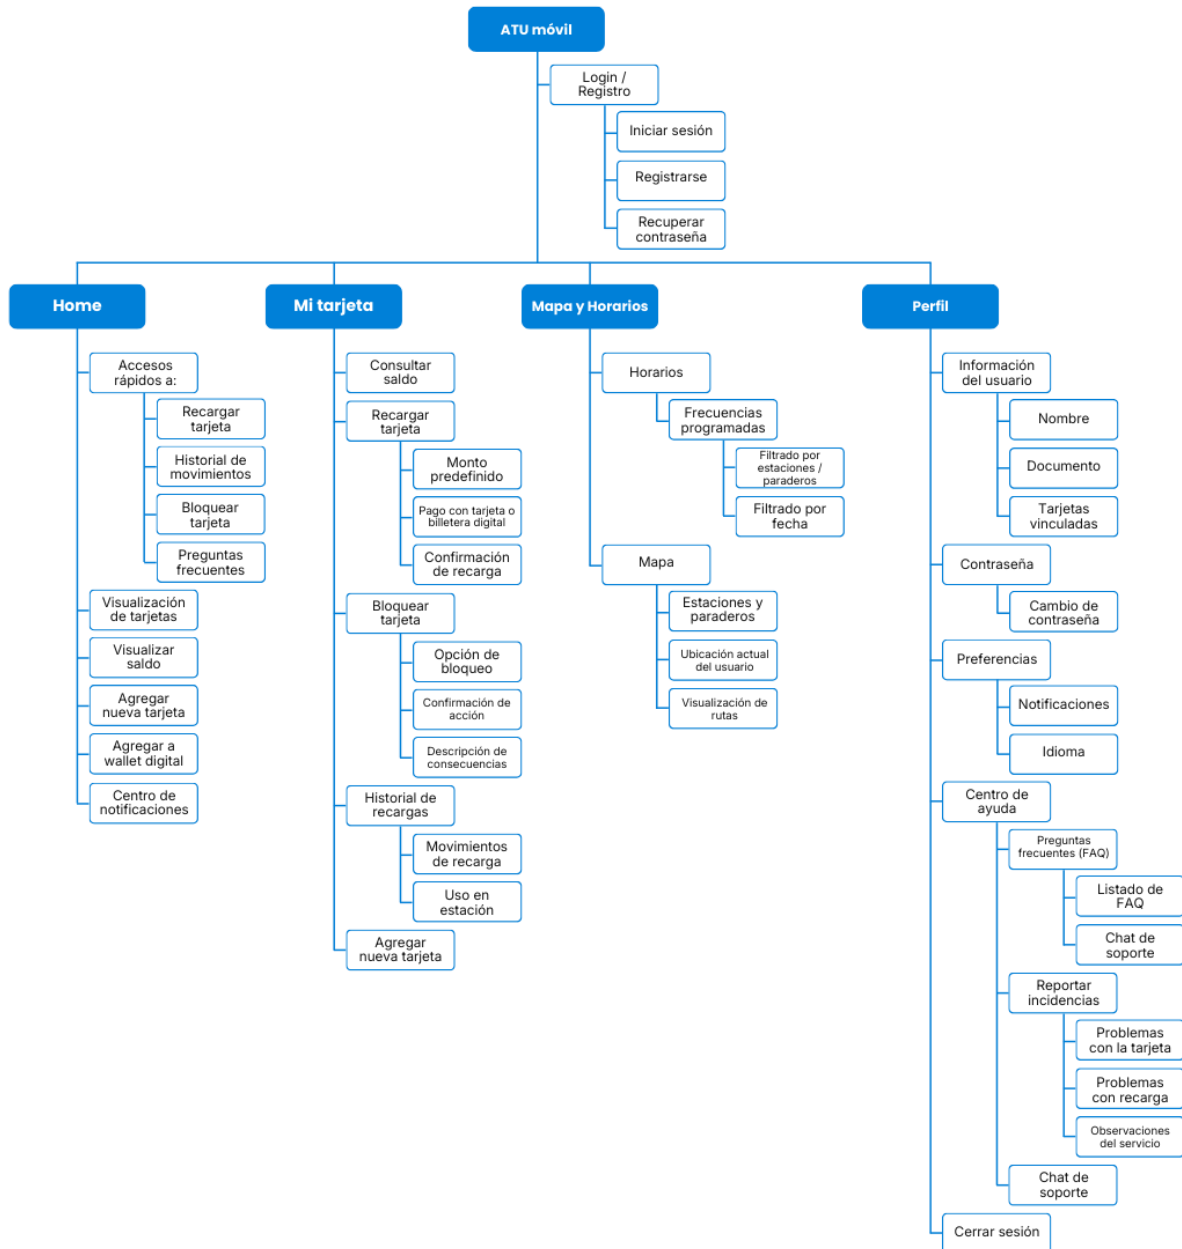 ATU móvil
Login /
Registro
Iniciar sesión
Registrarse
Recuperar
contraseña
Home
Accesos
rápidos a:
Recargar
tarjeta
Historial de
movimientos
Bloquear
tarjeta
Preguntas
frecuentes
Visualización
de tarjetas
Visualizar
saldo
Agregar
nueva tarjeta
Agregar a
wallet digital
Centro de
notificaciones
Mi tarjeta
Consultar
saldo
Recargar
tarjeta
Monto
predefinido
Pago con tarjeta o
billetera digital
Confirmación
de recarga
Bloquear
tarjeta
Opción de
bloqueo
Confirmación de
acción
Descripción de
consecuencias
Historial de
recargas
Movimientos
de recarga
Uso en
estación
Agregar
nueva tarjeta
Mapa y Horarios
Horarios
Frecuencias
programadas
Filtrado por
estaciones /
paraderos
Filtrado por
fecha
Mapa
Estaciones y
paraderos
Ubicación actual
del usuario
Visualización de
rutas
Perfil
Información
del usuario
Nombre
Documento
Tarjetas
vinculadas
Contraseña
Cambio de
contraseña
Preferencias
Notificaciones
Idioma
Centro de
ayuda
Preguntas
frecuentes (FAQ)
Listado de
FAQ
Chat de
soporte
Reportar
incidencias
Problemas
con la tarjeta
Problemas
con recarga
Observaciones
del servicio
Chat de
soporte
Cerrar sesión